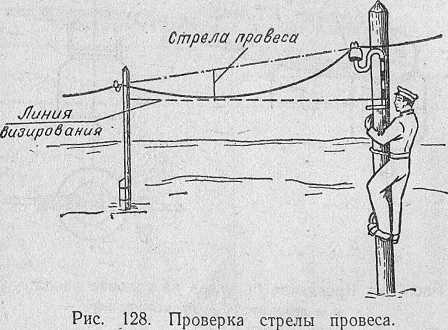 Стрела провеса
Линия
визирования
Рис. 128. Проверка стрелы провеса.